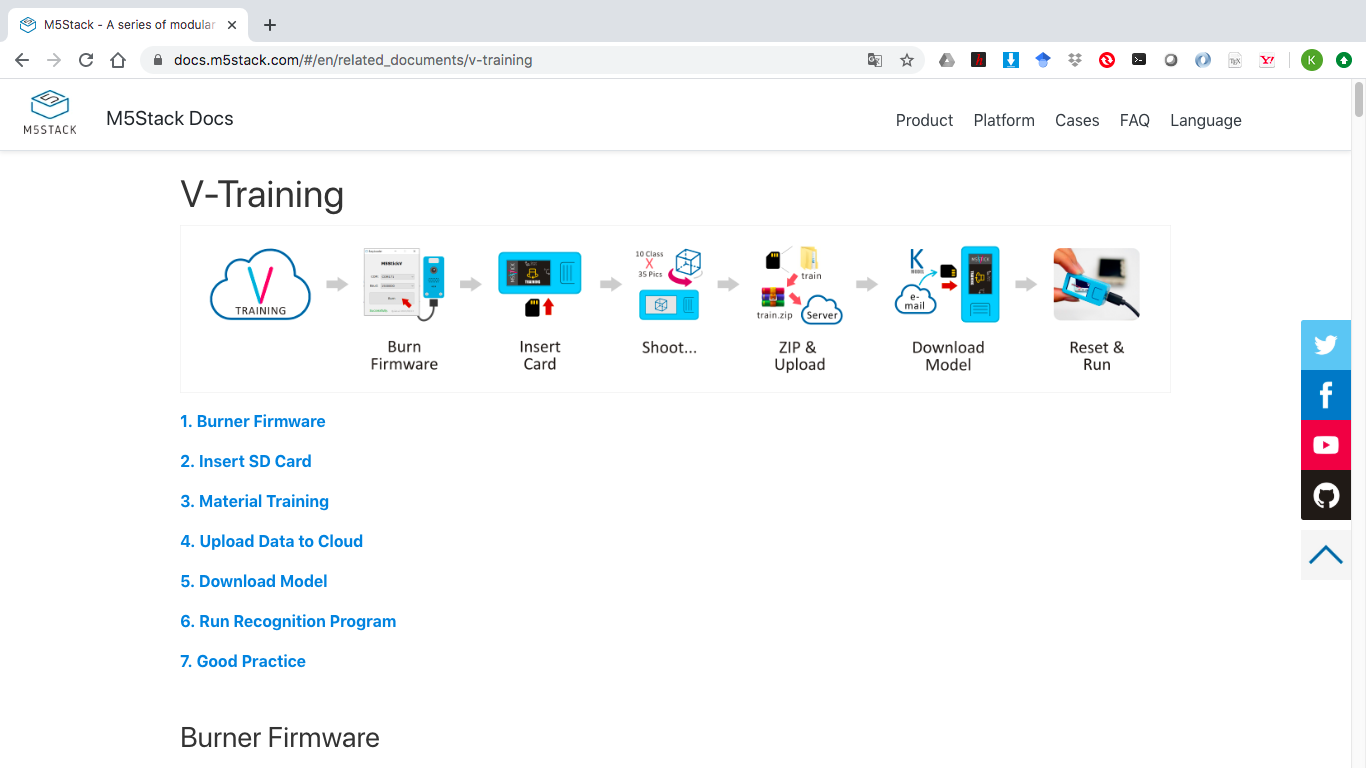 M5Stack - A series of modular
docs.m5stack.com/#/en/related_documents/v-training
K
M5STACK
M5Stack Docs
Product Platform Cases FAQ Language
V-Training
V
TRAINING
Burn
Firmware
Insert
Card
10 Class
X
35 Pics
Shoot...
train
train.zip
Server
ZIP &
Upload
K
e-
mail
Download
Model
Reset &
Run
1. Burner Firmware
2. Insert SD Card
3. Material Training
4. Upload Data to Cloud
5. Download Model
6. Run Recognition Program
7. Good Practice
Burner Firmware